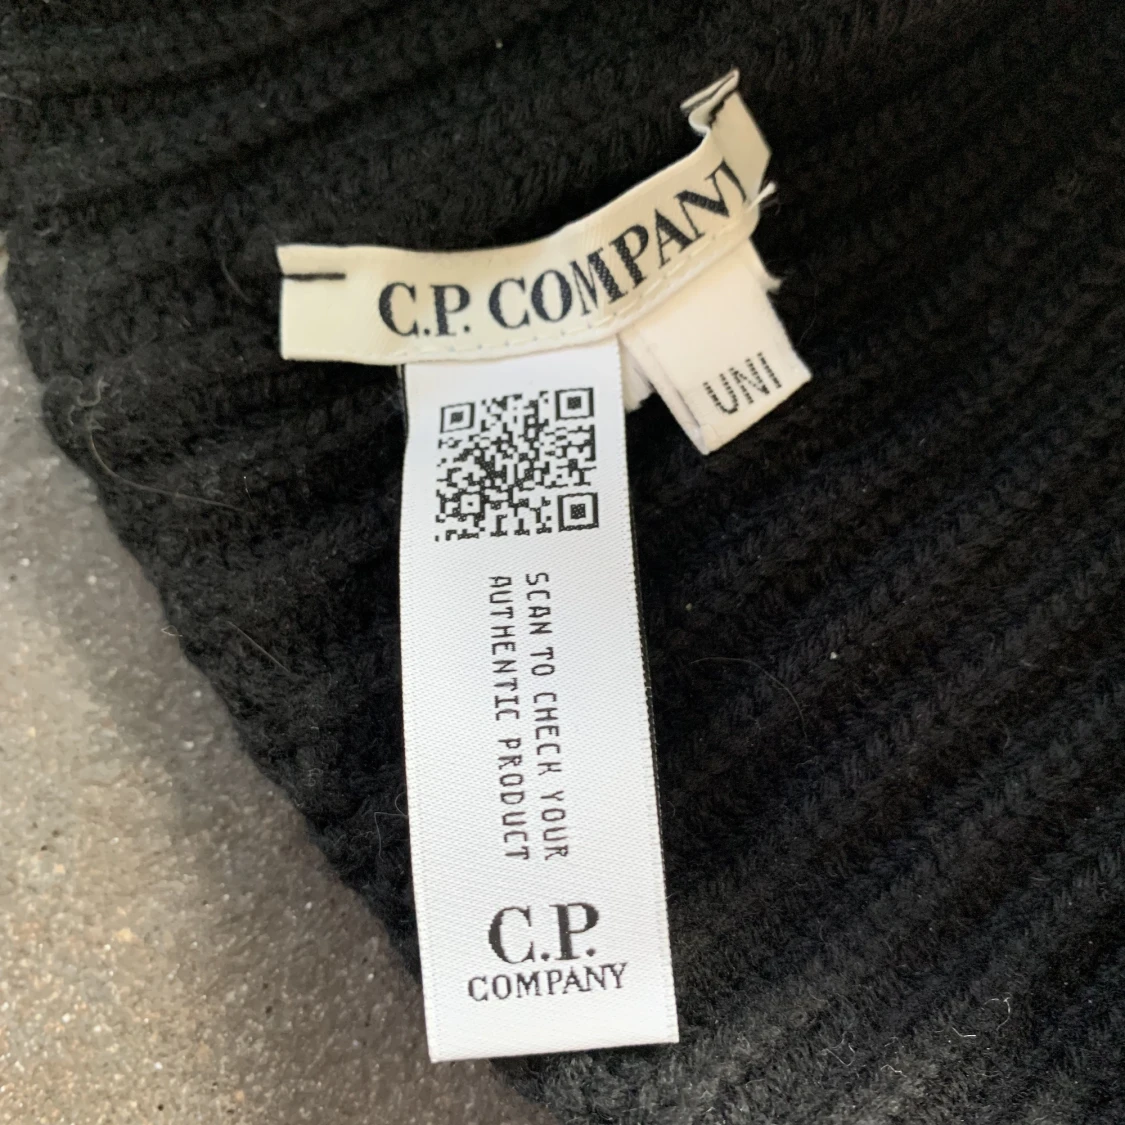 C.P. COMPANY
UNI
SCAN TO CHECK YOUR
AUTHENTIC PRODUCT
C.P.
COMPANY